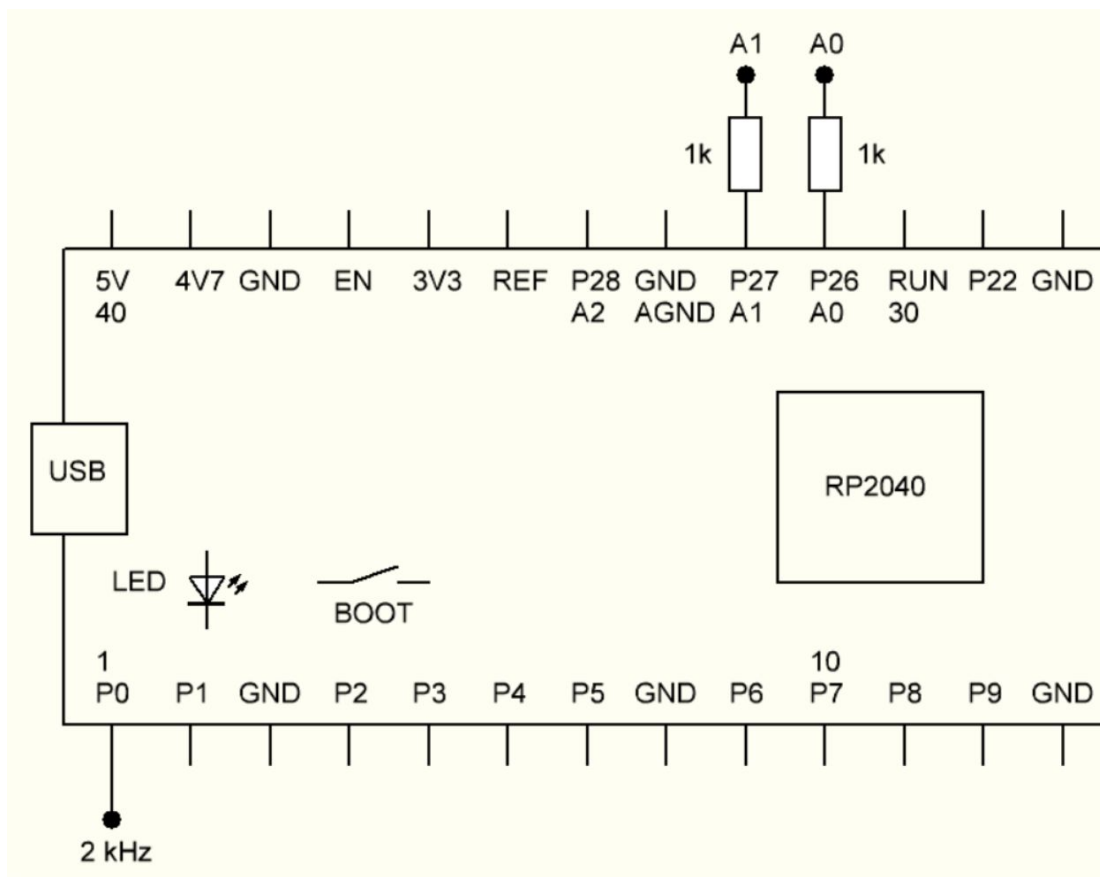 A1 A0
1k 1k
5V 4V7 GND EN 3V3 REF P28 GND P27 P26 RUN P22 GND
40 A2 AGND A1 A0 30
USB
RP2040
LED
BOOT
1 10
P0 P1 GND P2 P3 P4 P5 GND P6 P7 P8 P9 GND
2 kHz